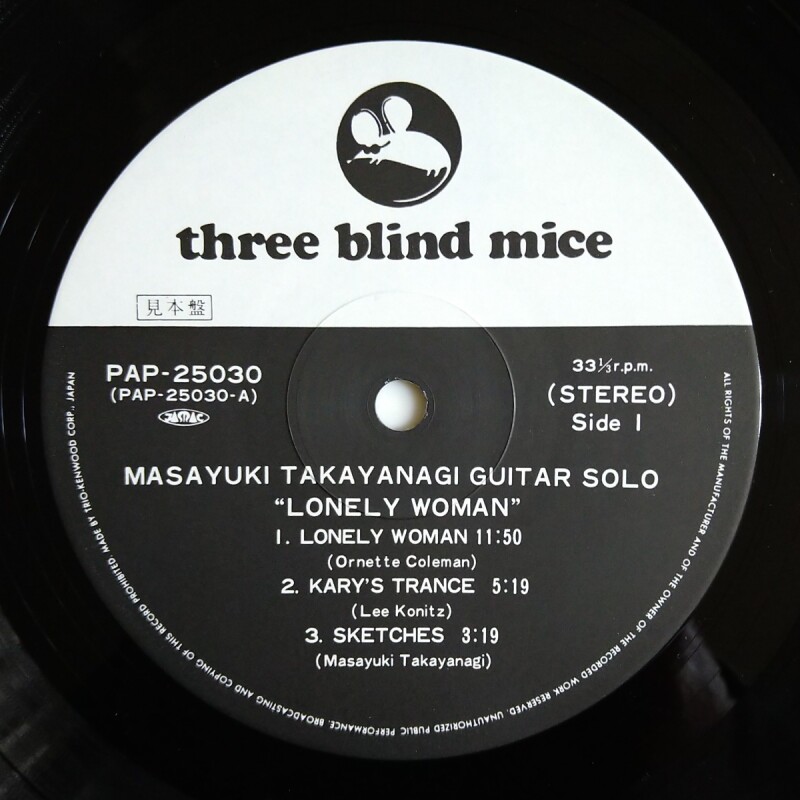 three blind mice
見本盤
PAP-25030
(PAP-25030-A)
JASRAC
33⅓r.p.m.
(STEREO)
Side 1
MASAYUKI TAKAYANAGI GUITAR SOLO
“LONELY WOMAN”
1. LONELY WOMAN 11:50
(Ornette Coleman)
2. KARY'S TRANCE 5:19
(Lee Konitz)
3. SKETCHES 3:19
(Masayuki Takayanagi)
ALL RIGHTS OF THE MANUFACTURER AND OF THE OWNER OF THE RECORDED WORK RESERVED. UNAUTHORIZED PUBLIC PERFORMANCE, BROADCASTING AND COPYING OF THIS RECORD PROHIBITED. MADE BY TRIO-KENWOOD CORP., JAPAN